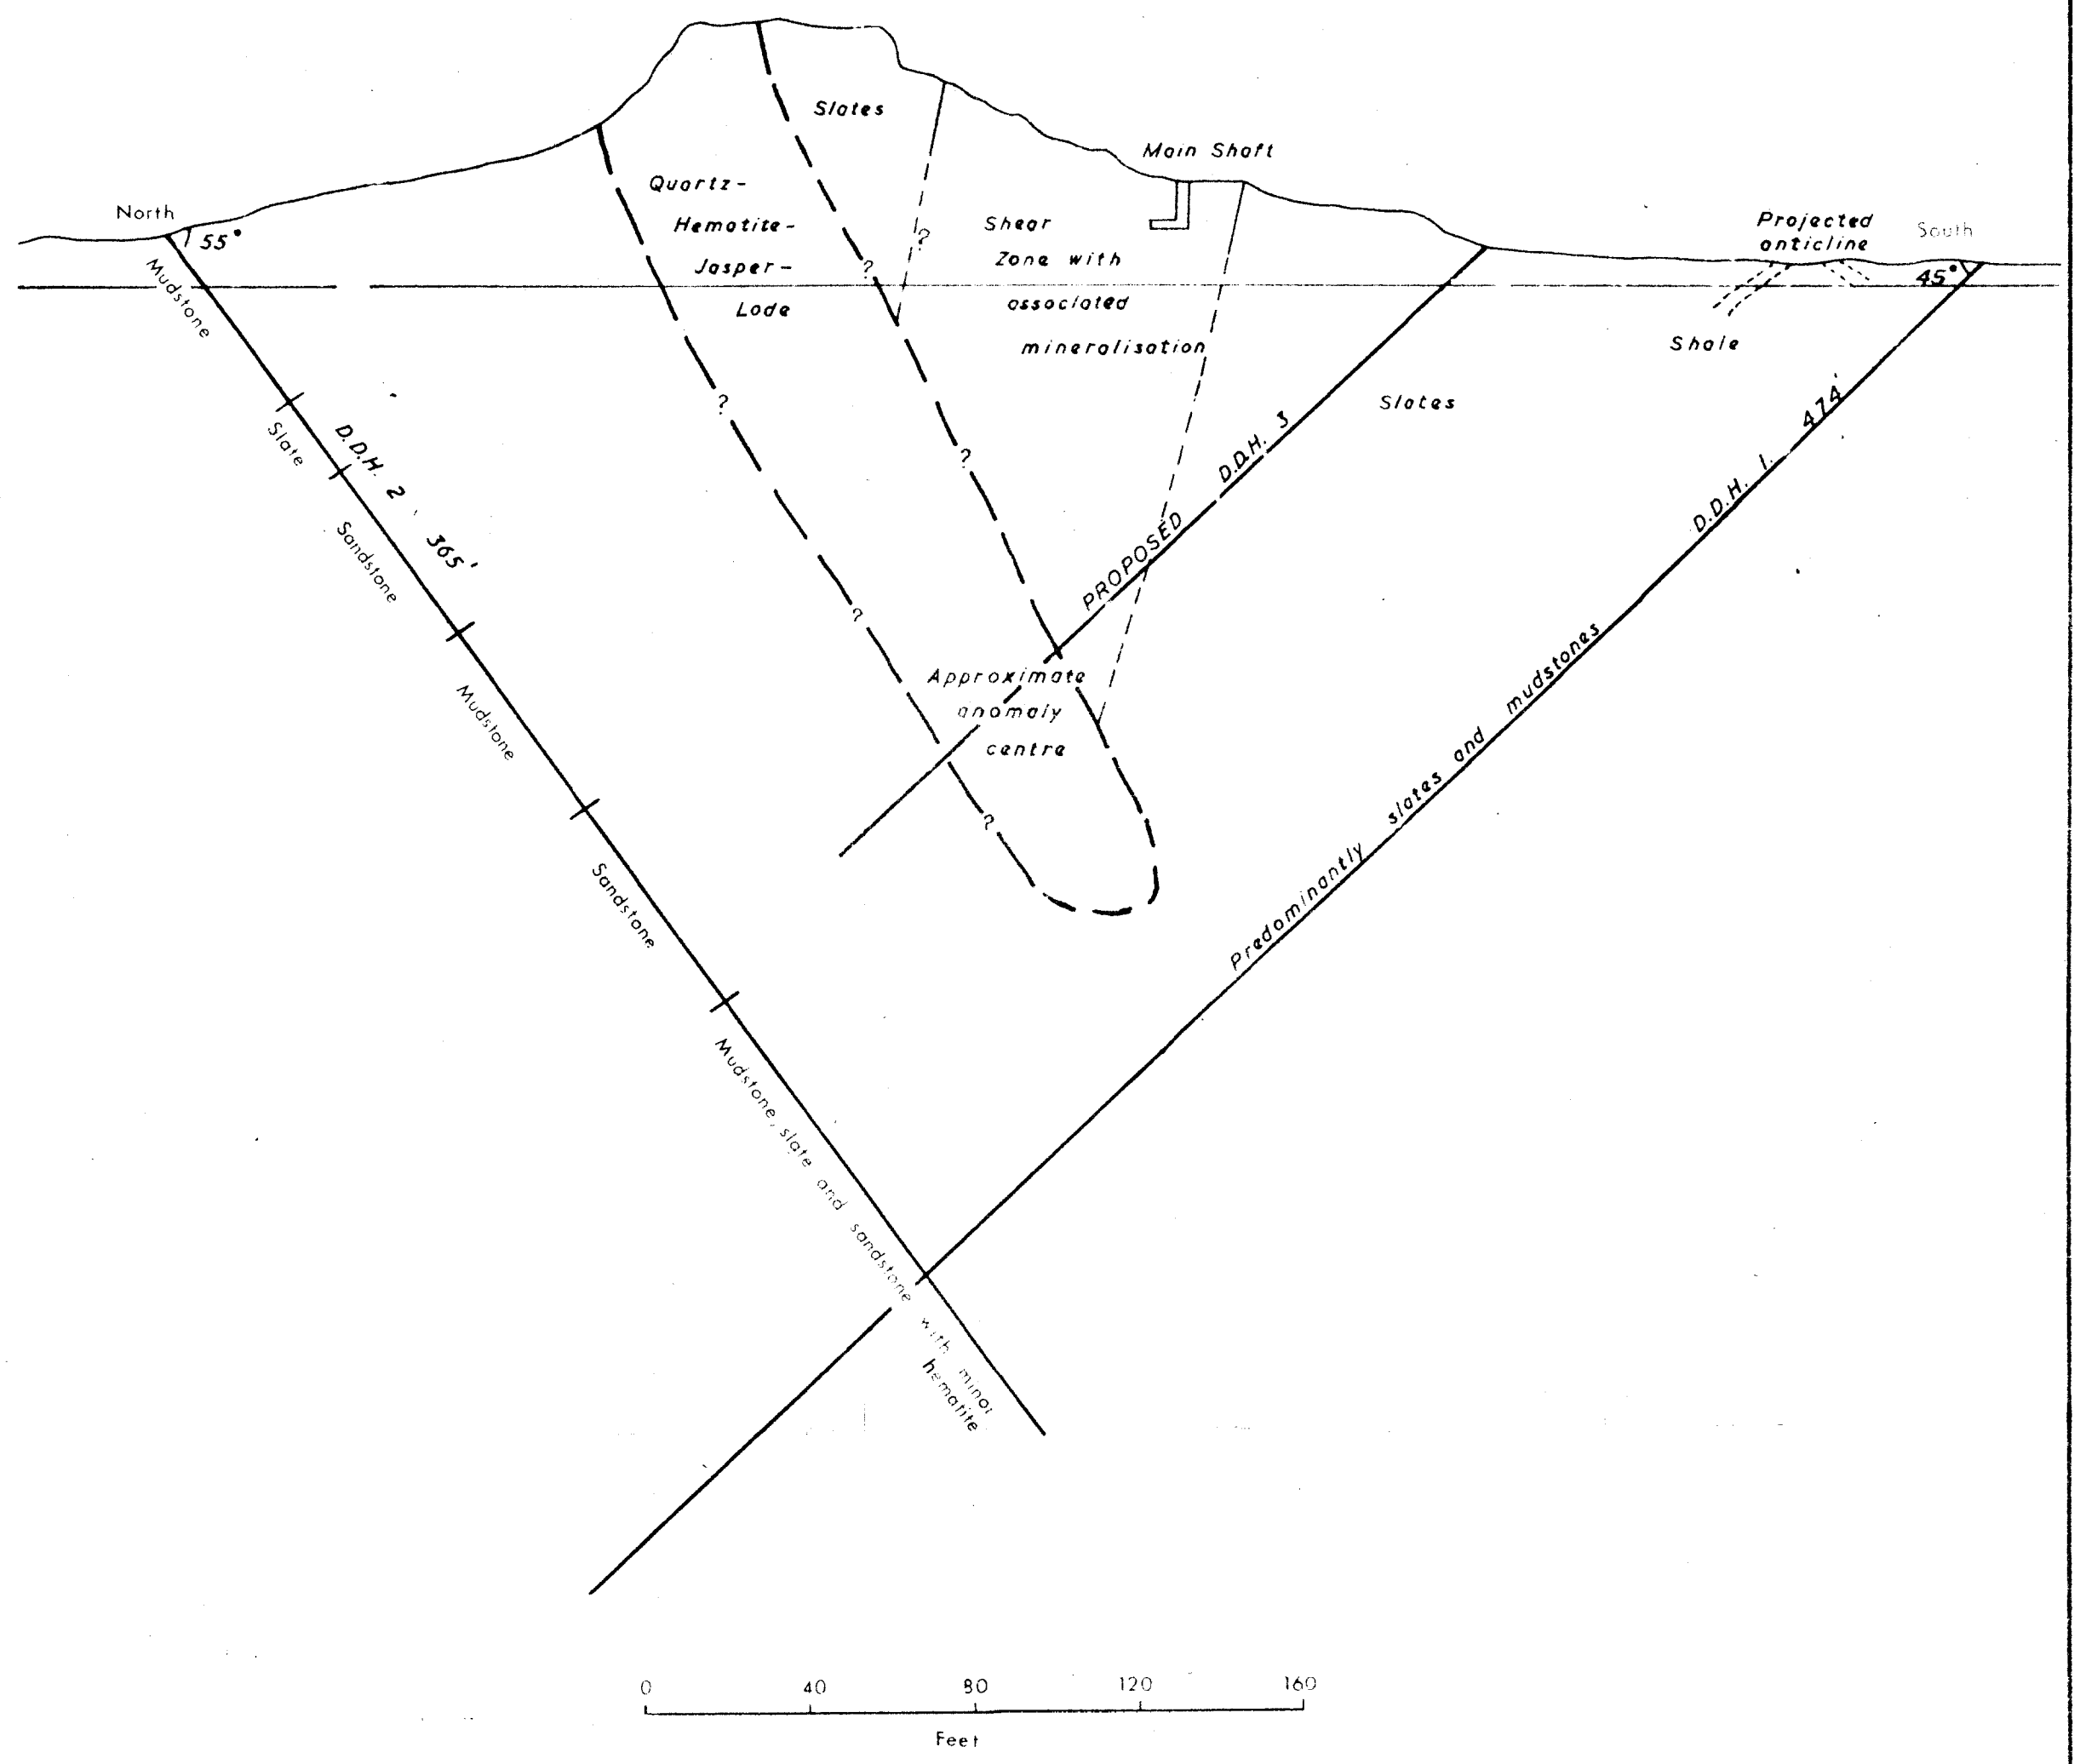 Slates
Main Shaft
Quartz-
Hematite-
Jasper-
Lode
North
55°
Shear
Zone with
associated
mineralisation
Projected
anticline
South
45°
Shale
Slates
?
?
?
?
?
?
Mudstone
Slate
Sandstone
Mudstone
Sandstone
Mudstone, slate and sandstone with minor
hematite
D.D.H. 2 365'
PROPOSED D.D.H. 3
D.D.H. 1. 474'
Predominantly slates and mudstones
Approximate
anomaly
centre
0 40 80 120 160
Feet